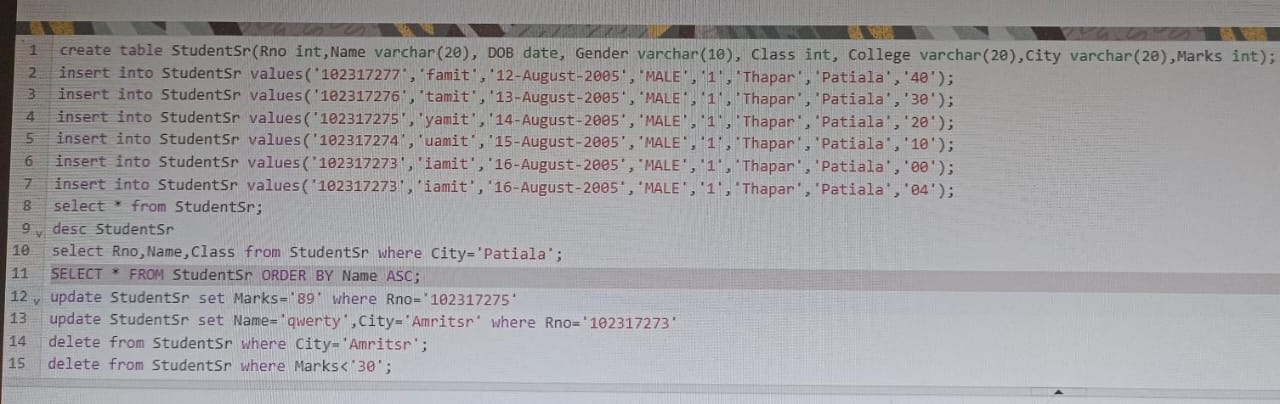 1 create table StudentSr(Rno int,Name varchar(20), DOB date, Gender varchar(10), Class int, College varchar(20),City varchar(20),Marks int);
2 insert into StudentSr values('102317277','famit','12-August-2005','MALE','1','Thapar','Patiala','40');
3 insert into StudentSr values('102317276','tamit','13-August-2005','MALE','1','Thapar','Patiala','30');
4 insert into StudentSr values('102317275','yamit','14-August-2005','MALE','1','Thapar','Patiala','20');
5 insert into StudentSr values('102317274','uamit','15-August-2005','MALE','1','Thapar','Patiala','10');
6 insert into StudentSr values('102317273','iamit','16-August-2005','MALE','1','Thapar','Patiala','00');
7 insert into StudentSr values('102317273','iamit','16-August-2005','MALE','1','Thapar','Patiala','04');
8 select * from StudentSr;
9 desc StudentSr
10 select Rno,Name,Class from StudentSr where City='Patiala';
11 SELECT * FROM StudentSr ORDER BY Name ASC;
12 update StudentSr set Marks='89' where Rno='102317275'
13 update StudentSr set Name='qwerty',City='Amritsr' where Rno='102317273'
14 delete from StudentSr where City='Amritsr';
15 delete from StudentSr where Marks<'30';